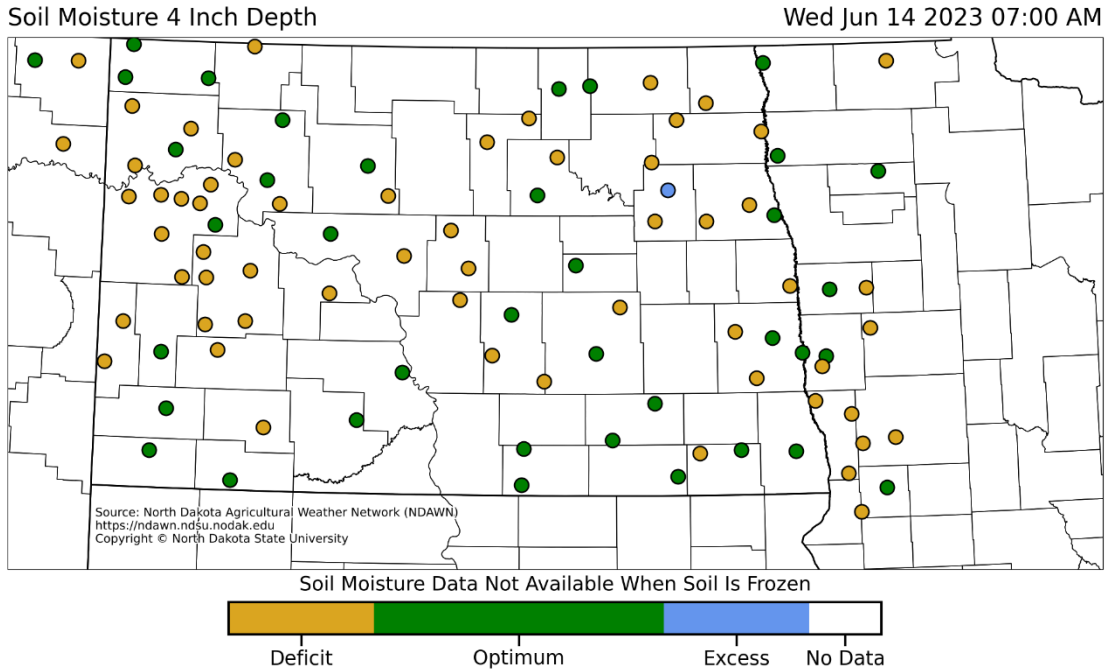 Soil Moisture 4 Inch Depth
Wed Jun 14 2023 07:00 AM
Source: North Dakota Agricultural Weather Network (NDAWN)
https://ndawn.ndsu.nodak.edu
Copyright © North Dakota State University
Soil Moisture Data Not Available When Soil Is Frozen
Deficit
Optimum
Excess
No Data